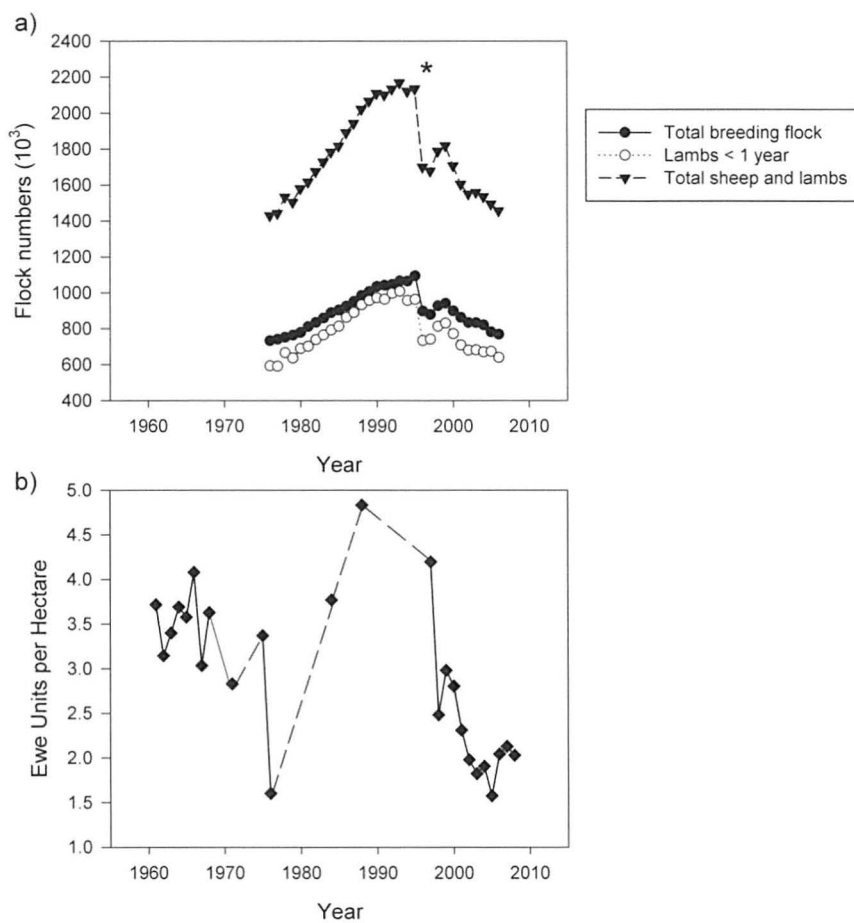 a)
2400
2200
2000
1800
1600
1400
1200
1000
800
600
400
Flock numbers (10³)
*
1960 1970 1980 1990 2000 2010
Year
Total breeding flock
Lambs < 1 year
Total sheep and lambs
b)
5.0
4.5
4.0
3.5
3.0
2.5
2.0
1.5
1.0
Ewe Units per Hectare
1960 1970 1980 1990 2000 2010
Year